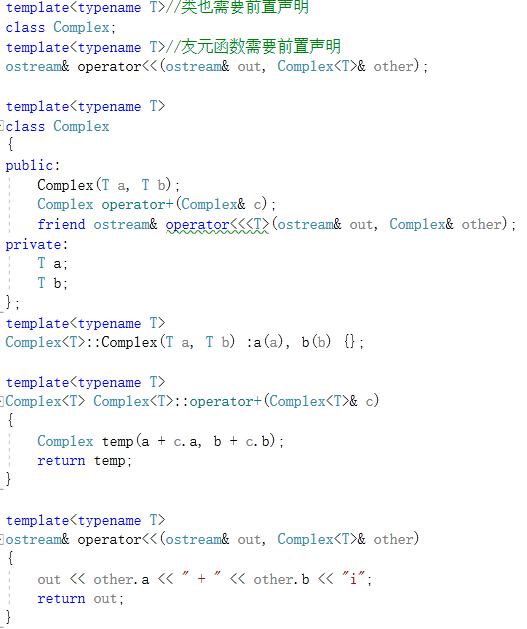 template<typename T>//类也需要前置声明
class Complex;
template<typename T>//友元函数需要前置声明
ostream& operator<<(ostream& out, Complex<T>& other);
template<typename T>
class Complex
{
public:
Complex(T a, T b);
Complex operator+(Complex& c);
friend ostream& operator<<<T>(ostream& out, Complex& other);
private:
T a;
T b;
};
template<typename T>
Complex<T>::Complex(T a, T b) :a(a), b(b) {};
template<typename T>
Complex<T> Complex<T>::operator+(Complex<T>& c)
{
Complex temp(a + c.a, b + c.b);
return temp;
}
template<typename T>
ostream& operator<<(ostream& out, Complex<T>& other)
{
out << other.a << " + " << other.b << "i";
return out;
}